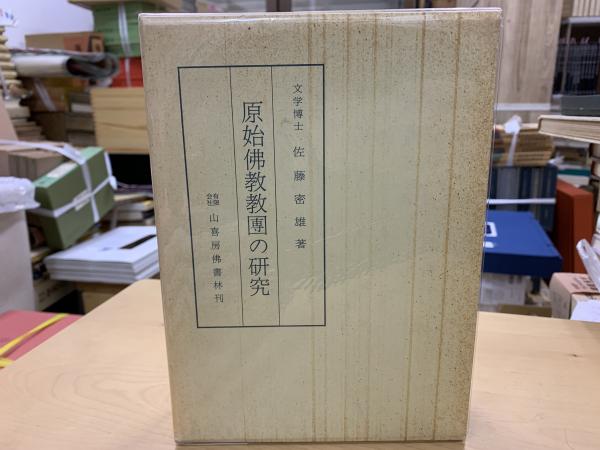 文学博士 佐藤密雄著
原始佛教教團の研究
有限会社 山喜房佛書林刊